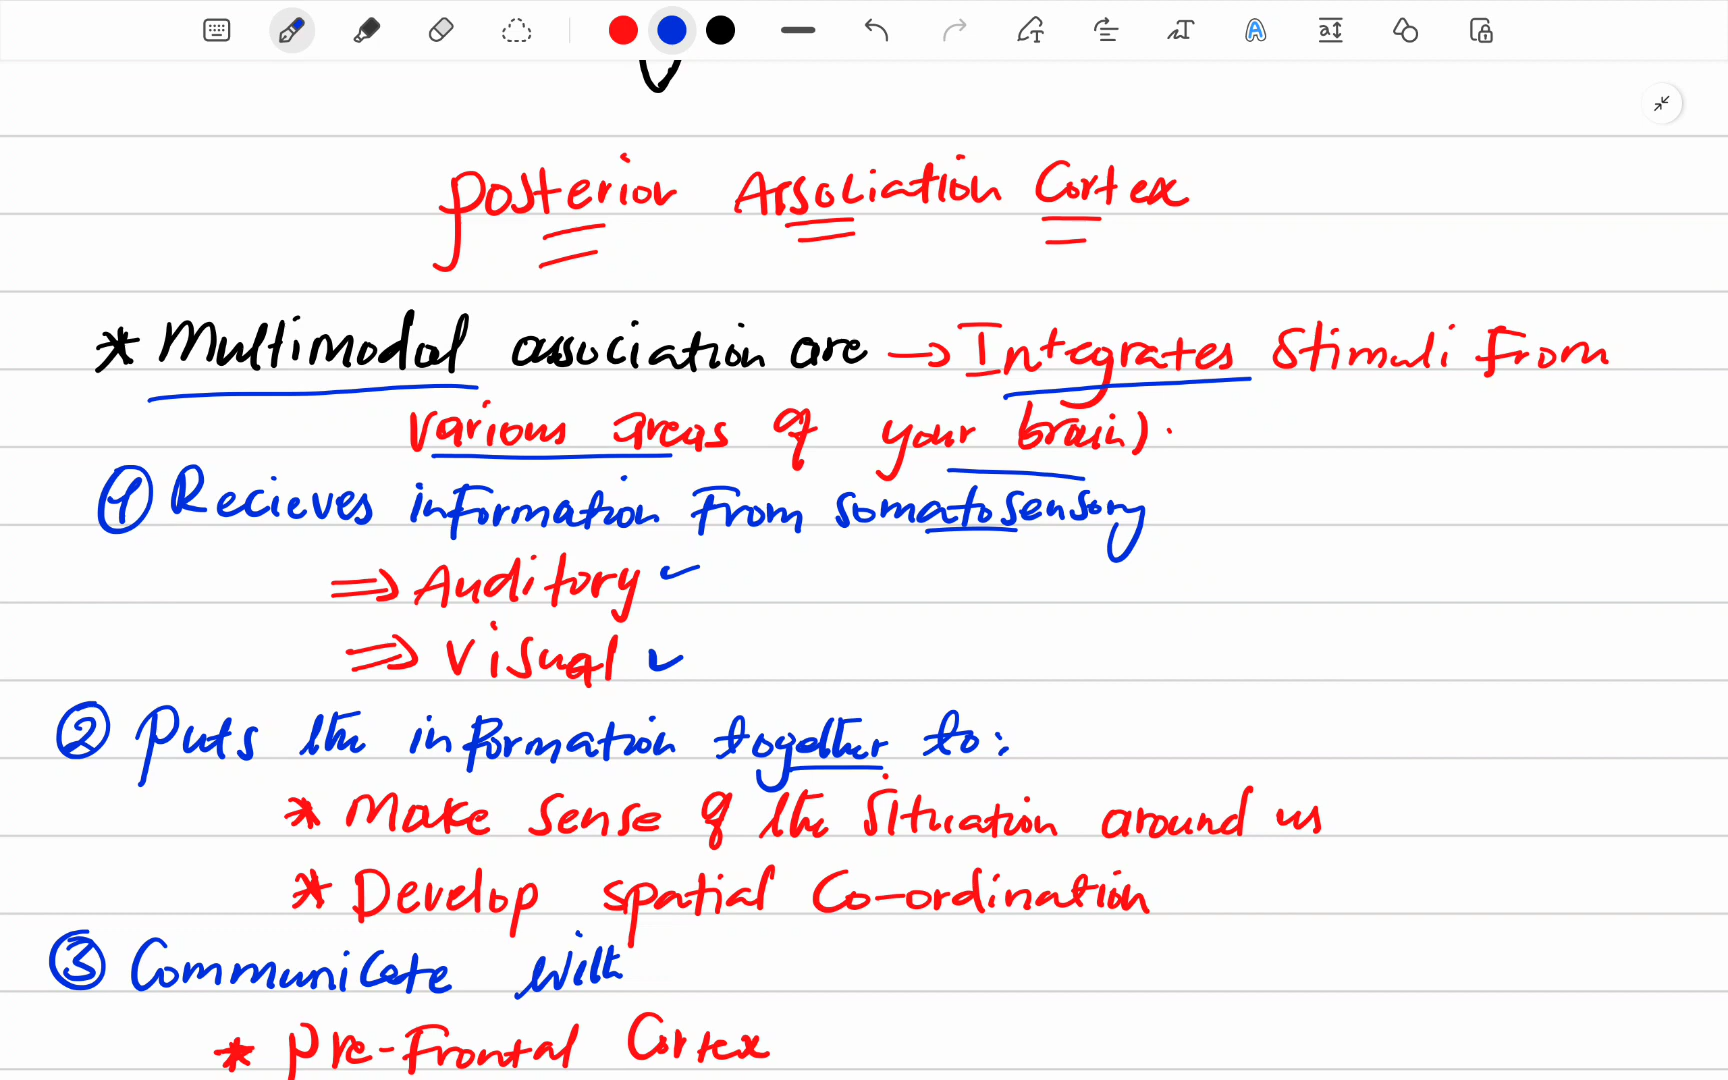 Posterior Association Cortex
* Multimodal association are → Integrates Stimuli From
various areas of your brain).
① Recieves information From somatosensory
⇒ Auditory ✓
⇒ Visual ✓
② Puts the information together to:
* Make Sense of the Situation around us
* Develop spatial Co-ordination
③ Communicate with
* Pre-Frontal Cortex